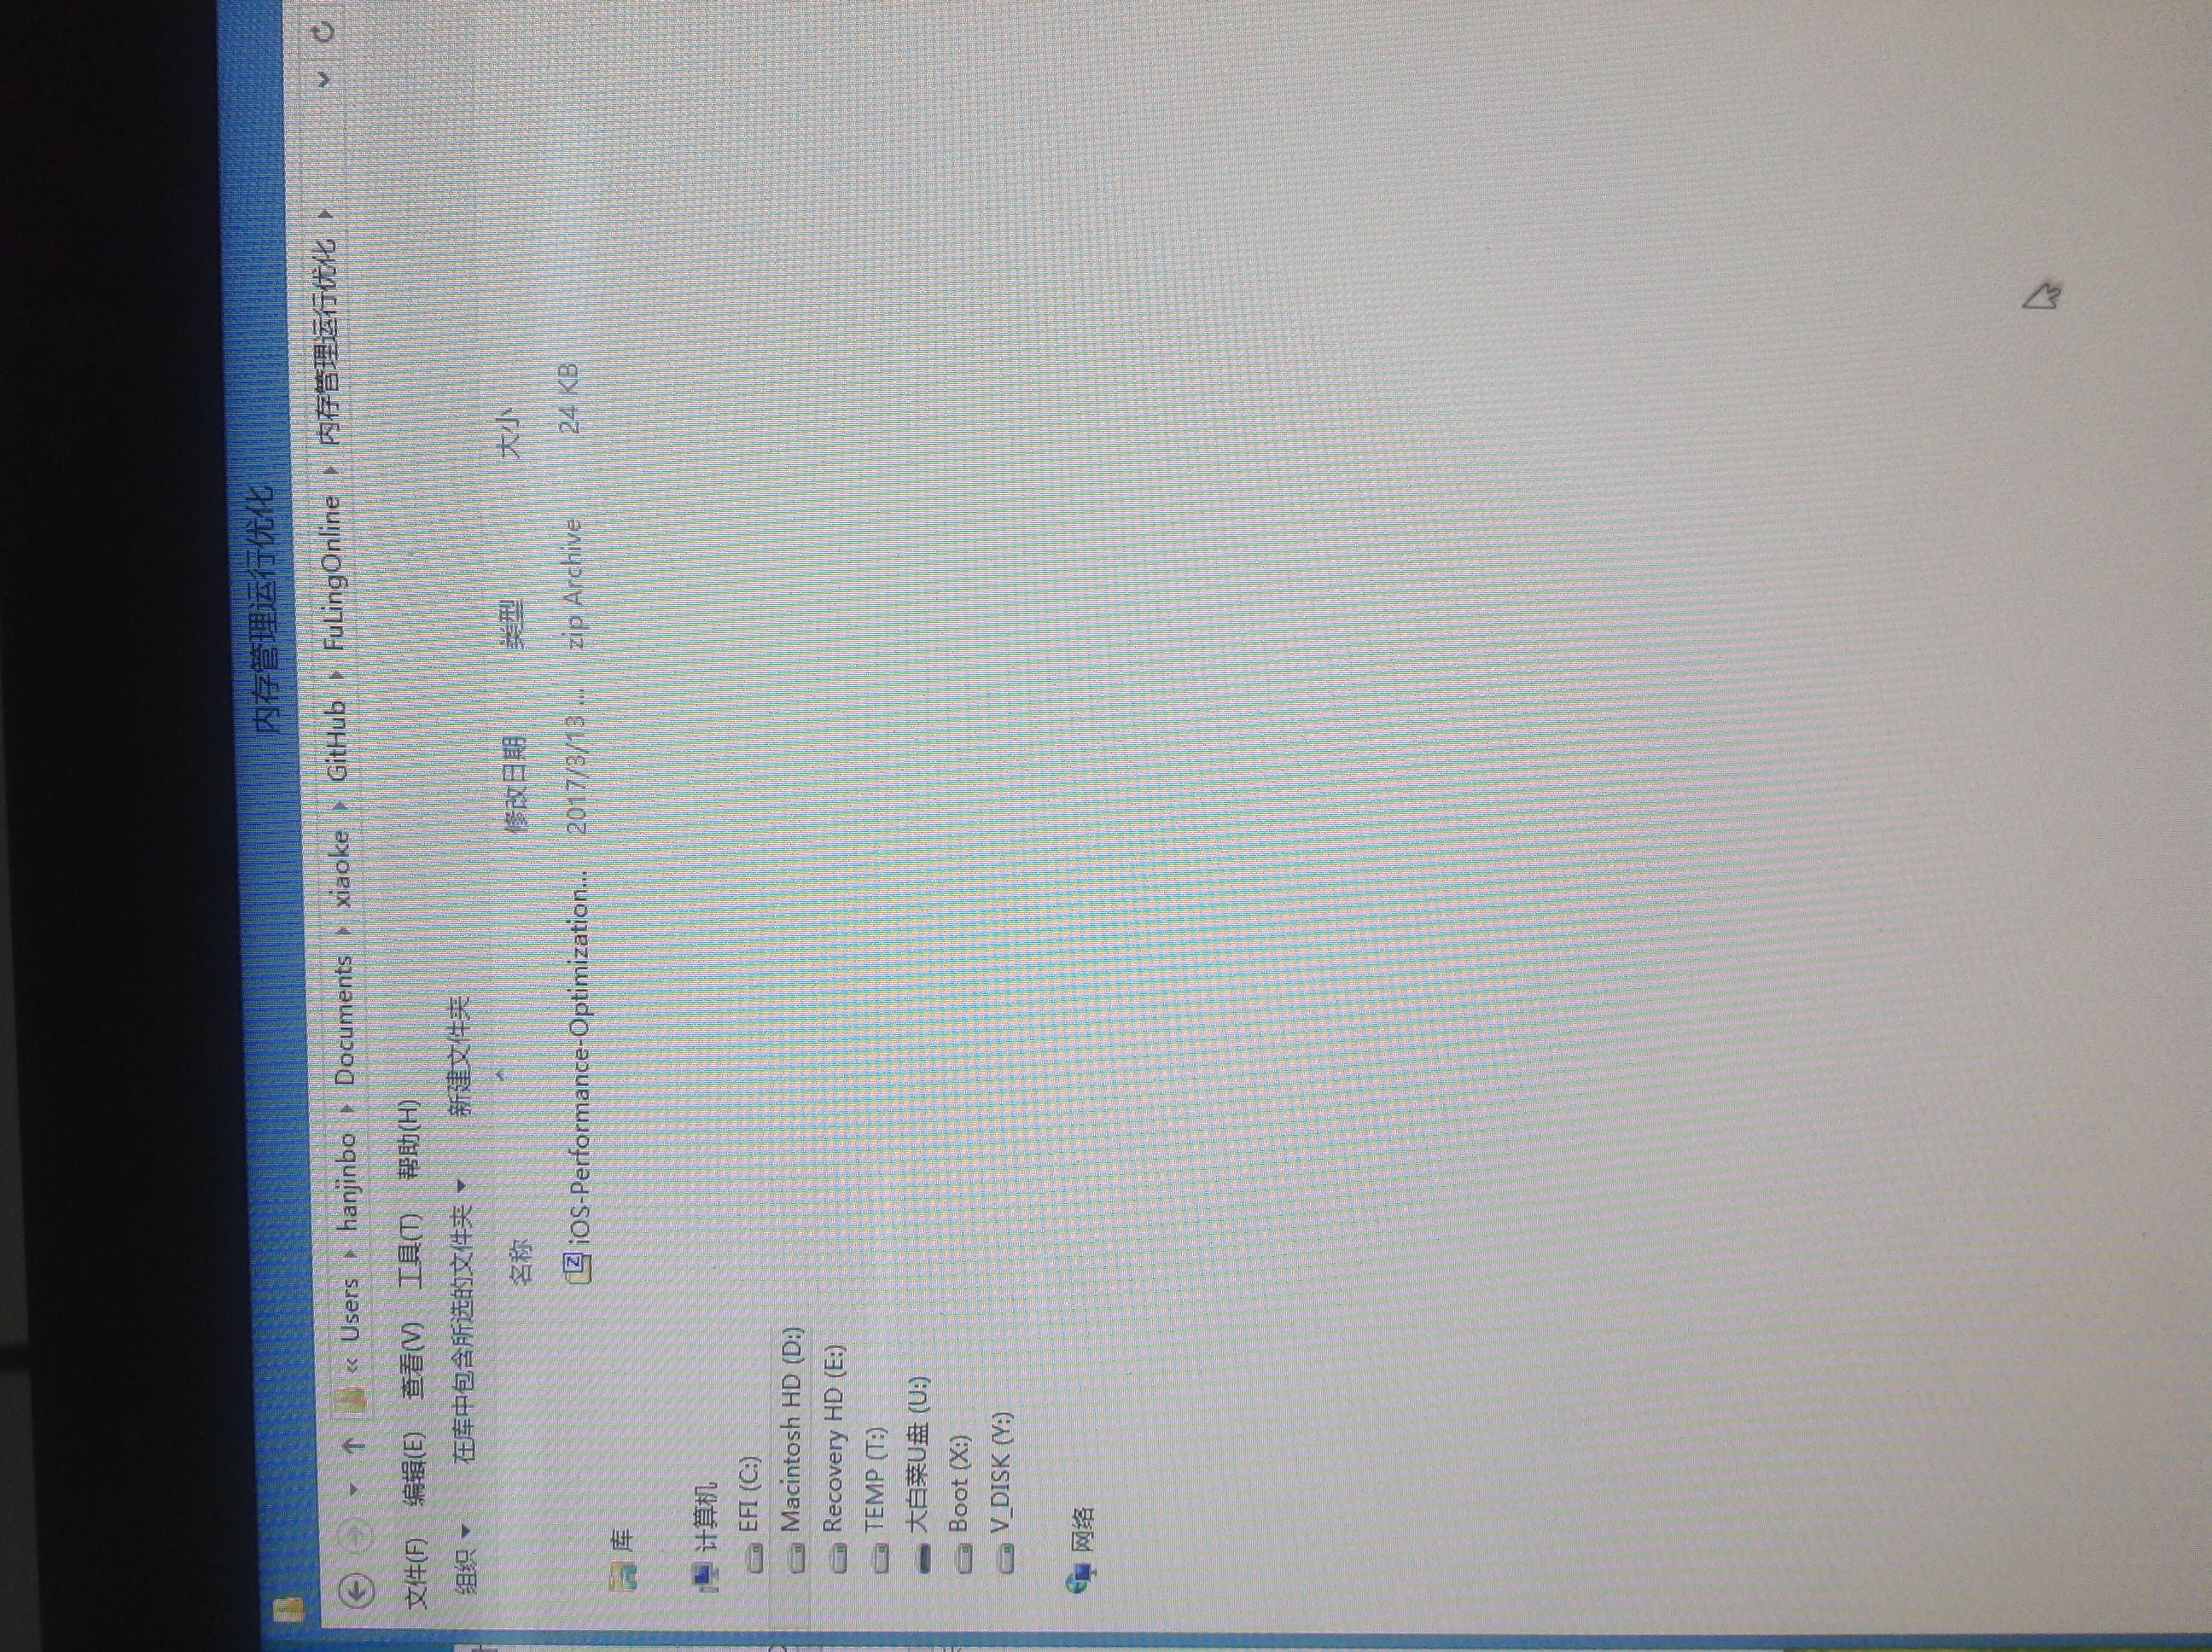 内存管理运行优化
« Users hanjinbo Documents xiaoke GitHub FuLingOnline 内存管理运行优化
文件(F) 编辑(E) 查看(V) 工具(T) 帮助(H)
组织 在库中包含所选的文件夹 新建文件夹
名称 修改日期 类型 大小
iOS-Performance-Optimization... 2017/3/13 ... zip Archive 24 KB
库
计算机
EFI (C:)
Macintosh HD (D:)
Recovery HD (E:)
TEMP (T:)
大白菜U盘 (U:)
Boot (X:)
V_DISK (Y:)
网络